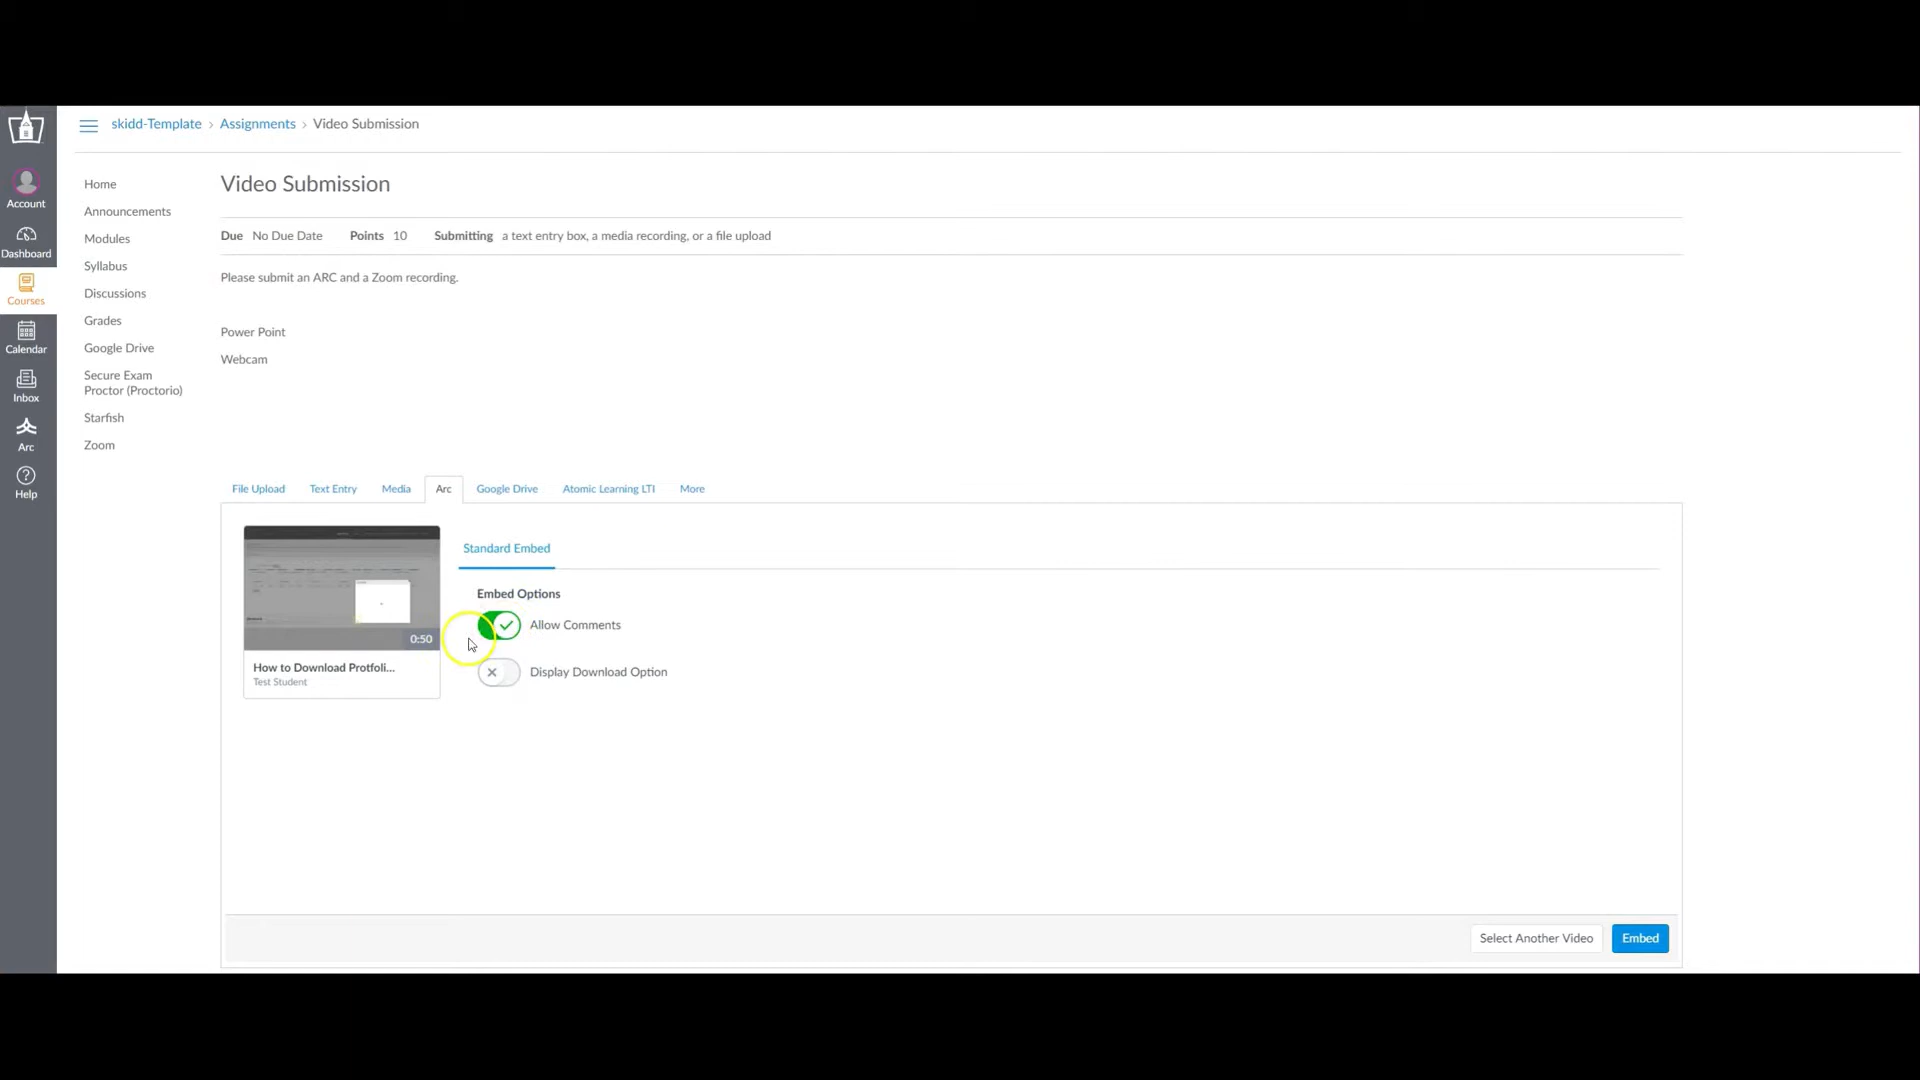 skidd-Template › Assignments › Video Submission
Account
Dashboard
Courses
Calendar
Inbox
Arc
Help
Home
Announcements
Modules
Syllabus
Discussions
Grades
Google Drive
Secure Exam
Proctor (Proctorio)
Starfish
Zoom
Video Submission
Due No Due Date Points 10 Submitting a text entry box, a media recording, or a file upload
Please submit an ARC and a Zoom recording.
Power Point
Webcam
File Upload Text Entry Media Arc Google Drive Atomic Learning LTI More
0:50
How to Download Protfoli...
Test Student
Standard Embed
Embed Options
Allow Comments
Display Download Option
Select Another Video Embed